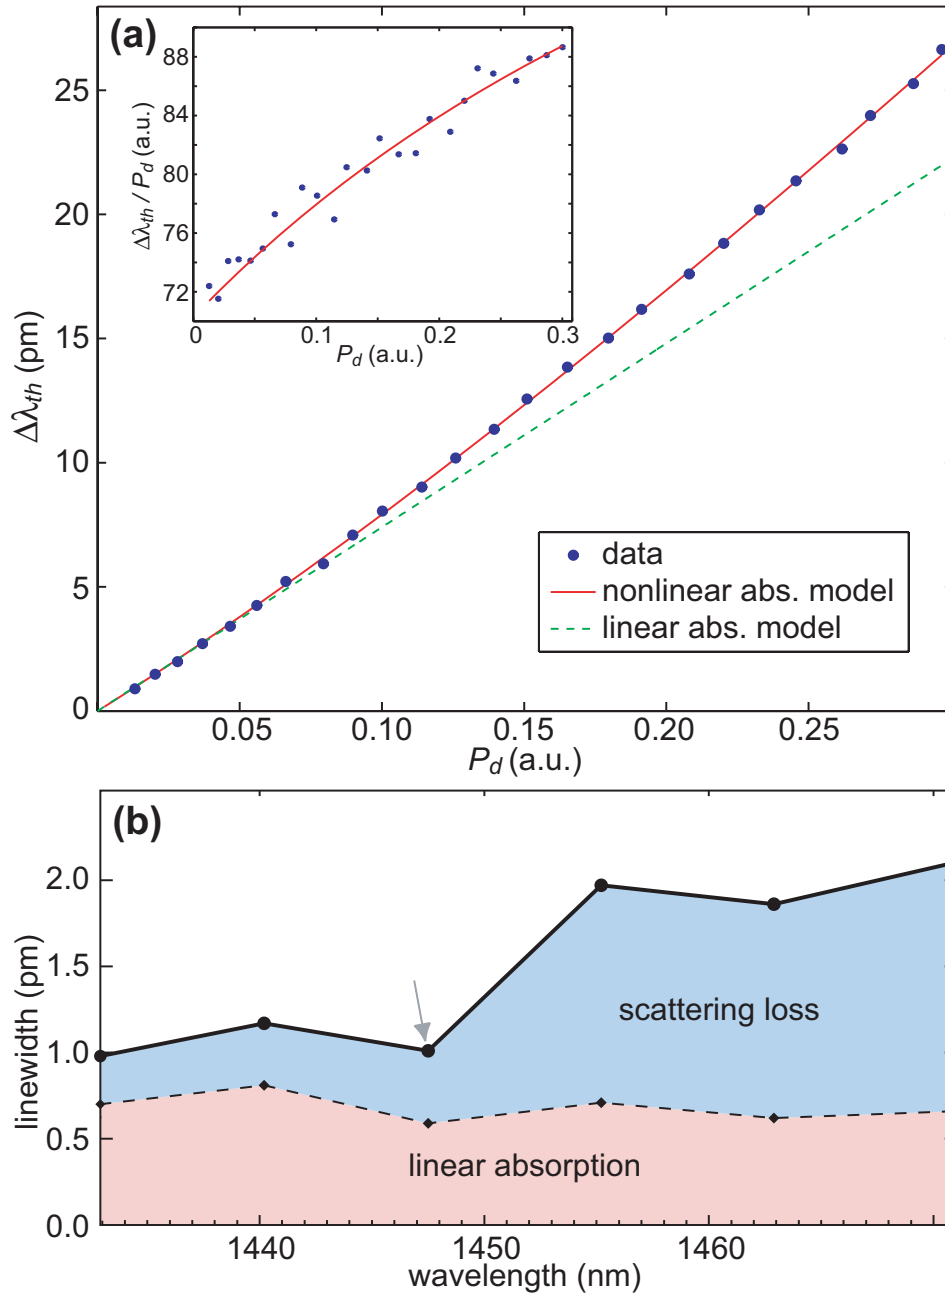 (a)
Δλth (pm)
25
20
15
10
5
0
0.05
0.10
0.15
0.20
0.25
Pd (a.u.)
Δλth / Pd (a.u.)
88
84
80
76
72
0
0.1
0.2
0.3
Pd (a.u.)
data
nonlinear abs. model
linear abs. model
(b)
linewidth (pm)
2.0
1.5
1.0
0.5
0.0
scattering loss
linear absorption
1440
1450
1460
wavelength (nm)